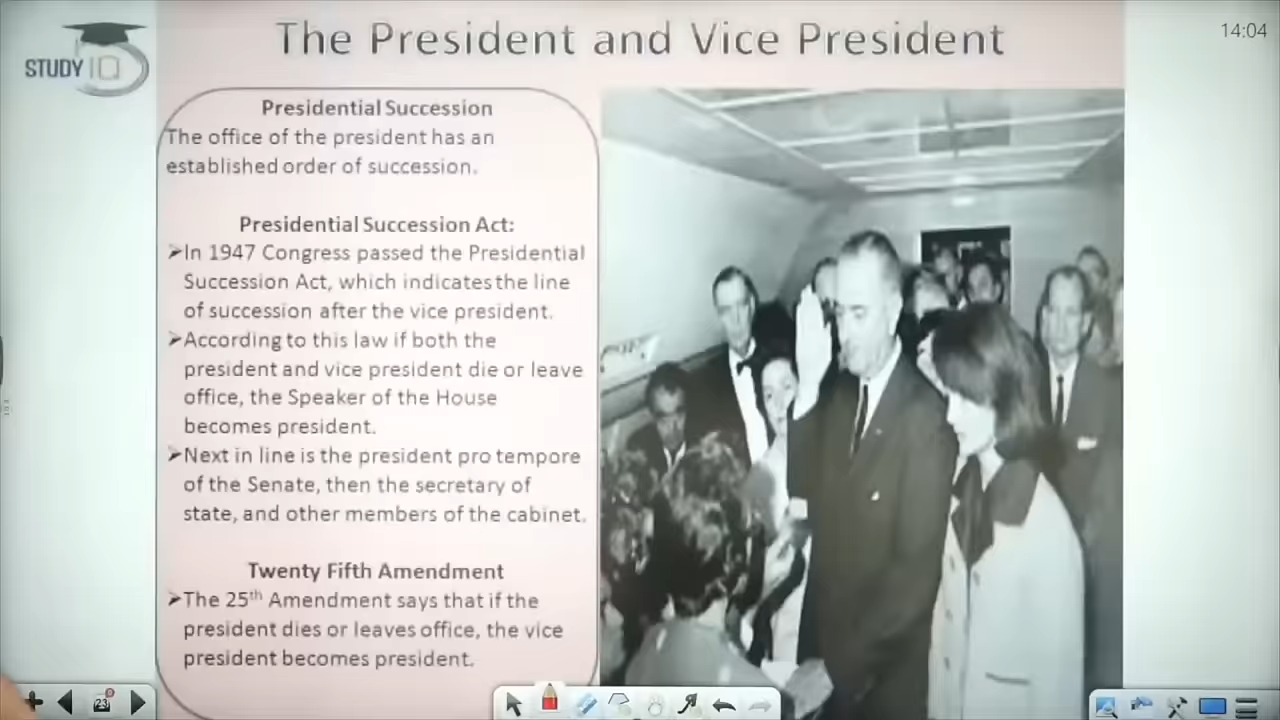 The President and Vice President
14:04
STUDY IQ
Presidential Succession
The office of the president has an
established order of succession.
Presidential Succession Act:
➤In 1947 Congress passed the Presidential
Succession Act, which indicates the line
of succession after the vice president.
➤According to this law if both the
president and vice president die or leave
office, the Speaker of the House
becomes president.
➤Next in line is the president pro tempore
of the Senate, then the secretary of
state, and other members of the cabinet.
Twenty Fifth Amendment
➤The 25th Amendment says that if the
president dies or leaves office, the vice
president becomes president.
23